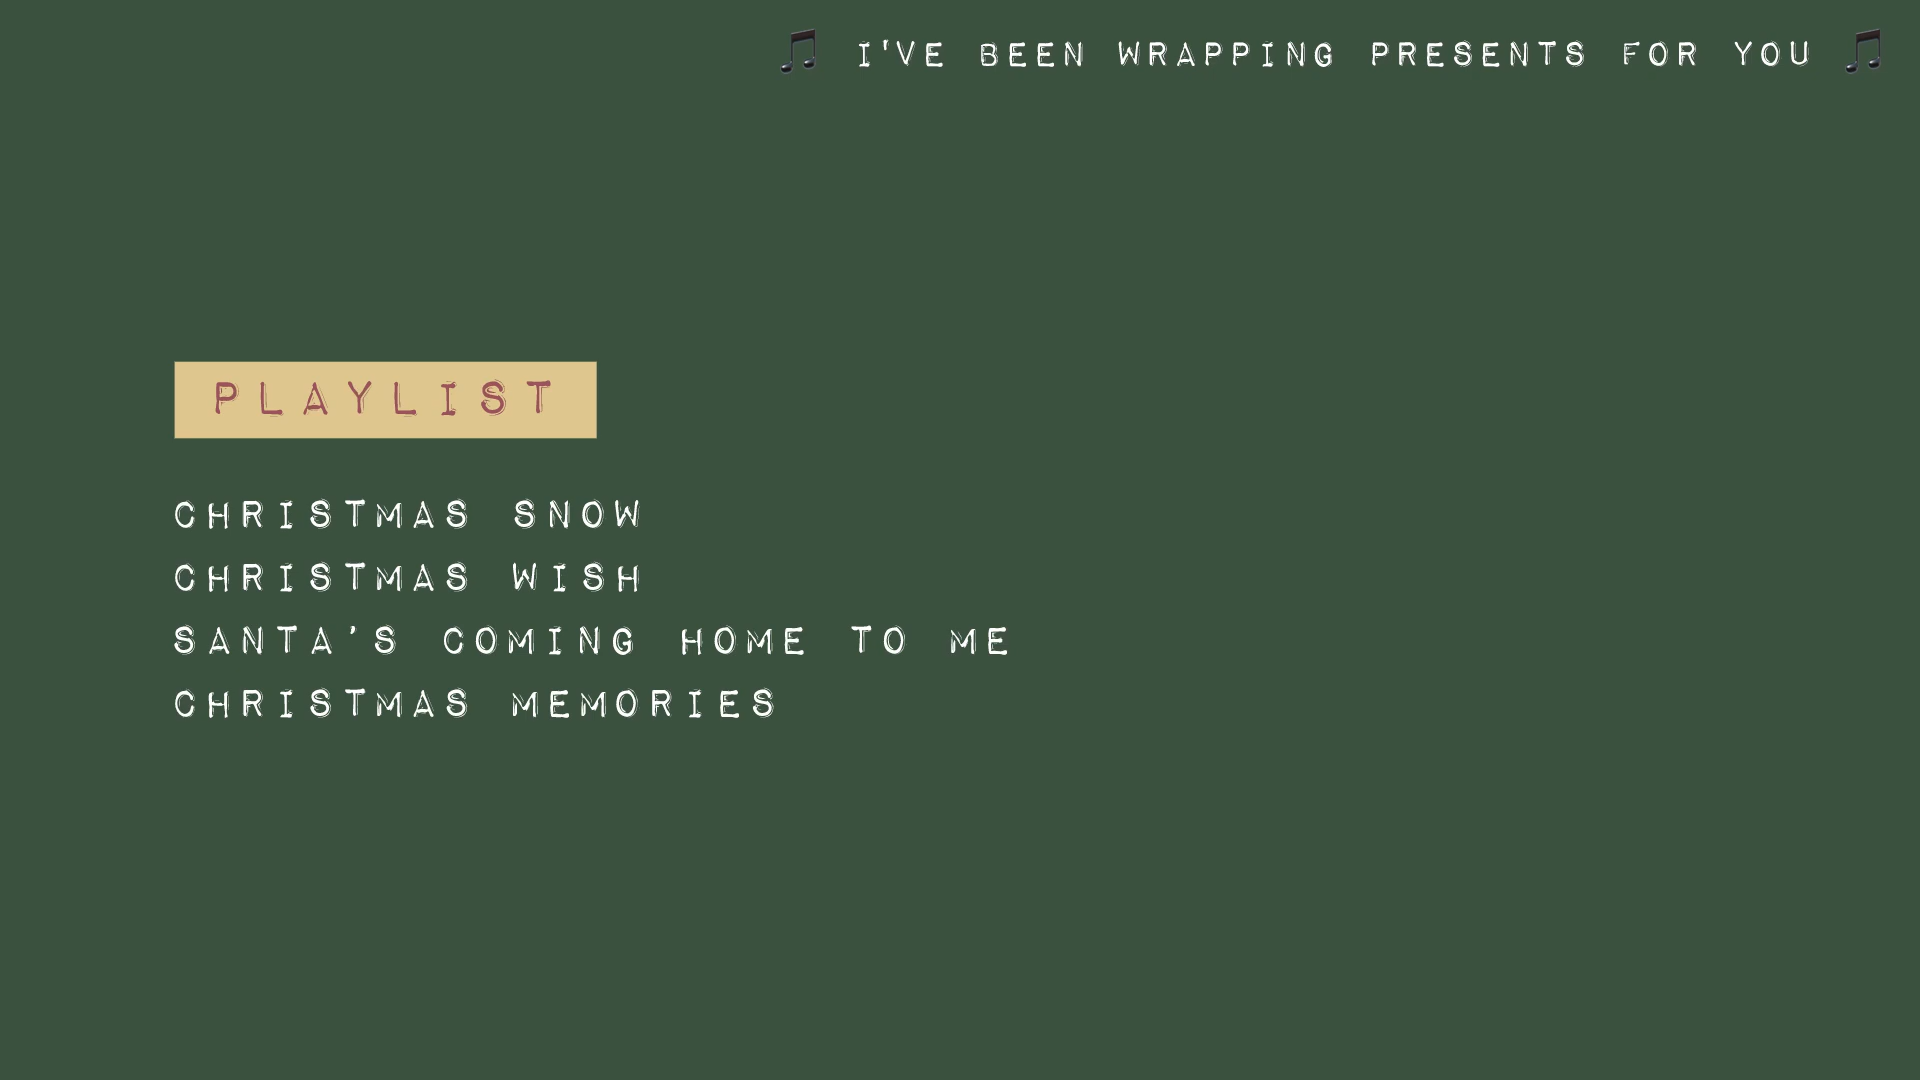 🎵 I'VE BEEN WRAPPING PRESENTS FOR YOU 🎵
PLAYLIST
CHRISTMAS SNOW
CHRISTMAS WISH
SANTA'S COMING HOME TO ME
CHRISTMAS MEMORIES